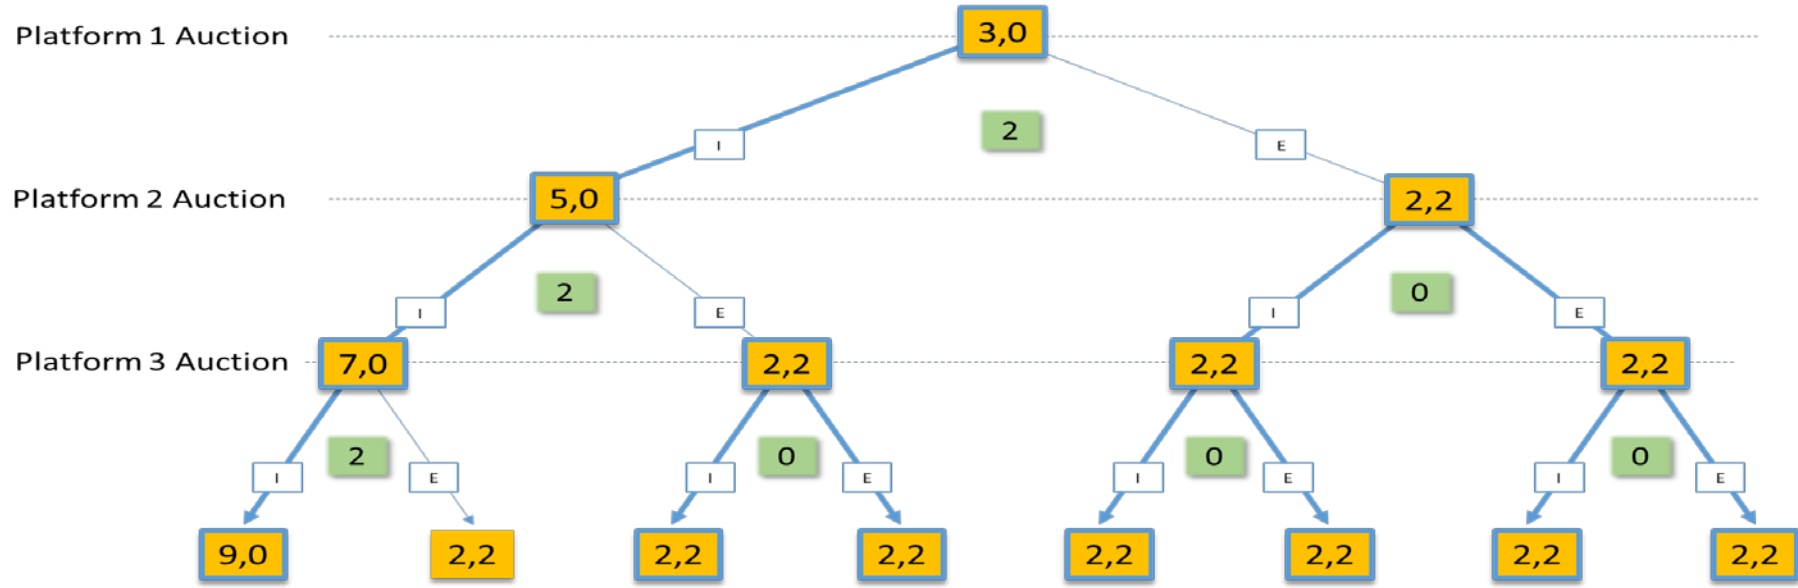 Platform 1 Auction
3,0
2
I
E
Platform 2 Auction
5,0
2,2
2
0
I
E
I
E
Platform 3 Auction
7,0
2,2
2,2
2,2
2
0
0
0
I
E
I
E
I
E
I
E
9,0
2,2
2,2
2,2
2,2
2,2
2,2
2,2